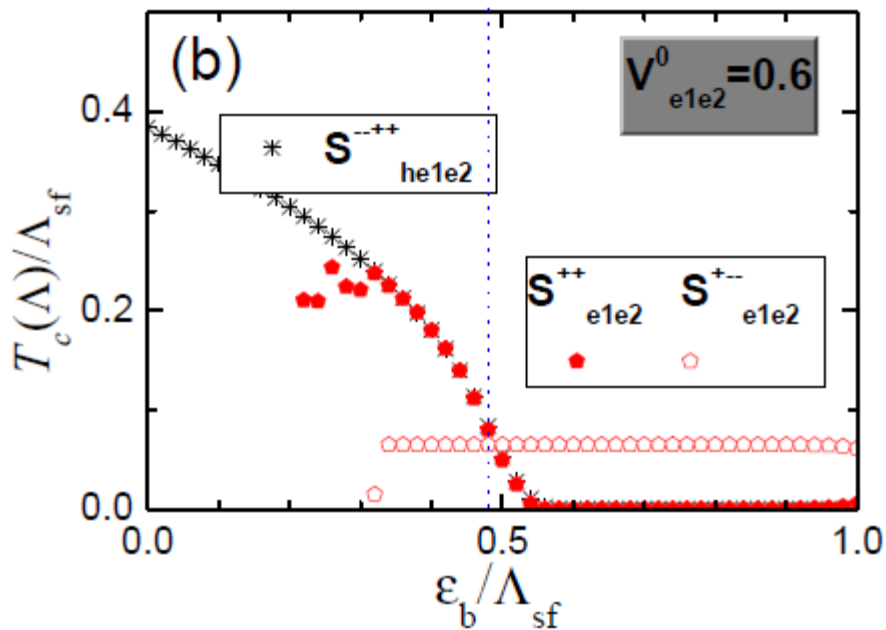 (b)
V⁰e1e2=0.6
0.4
S⁻⁻⁺⁺he1e2
0.2
S⁺⁺e1e2 S⁺⁻⁻e1e2
0.0
0.0 0.5 1.0
Tc(Λ)/Λsf
εb/Λsf